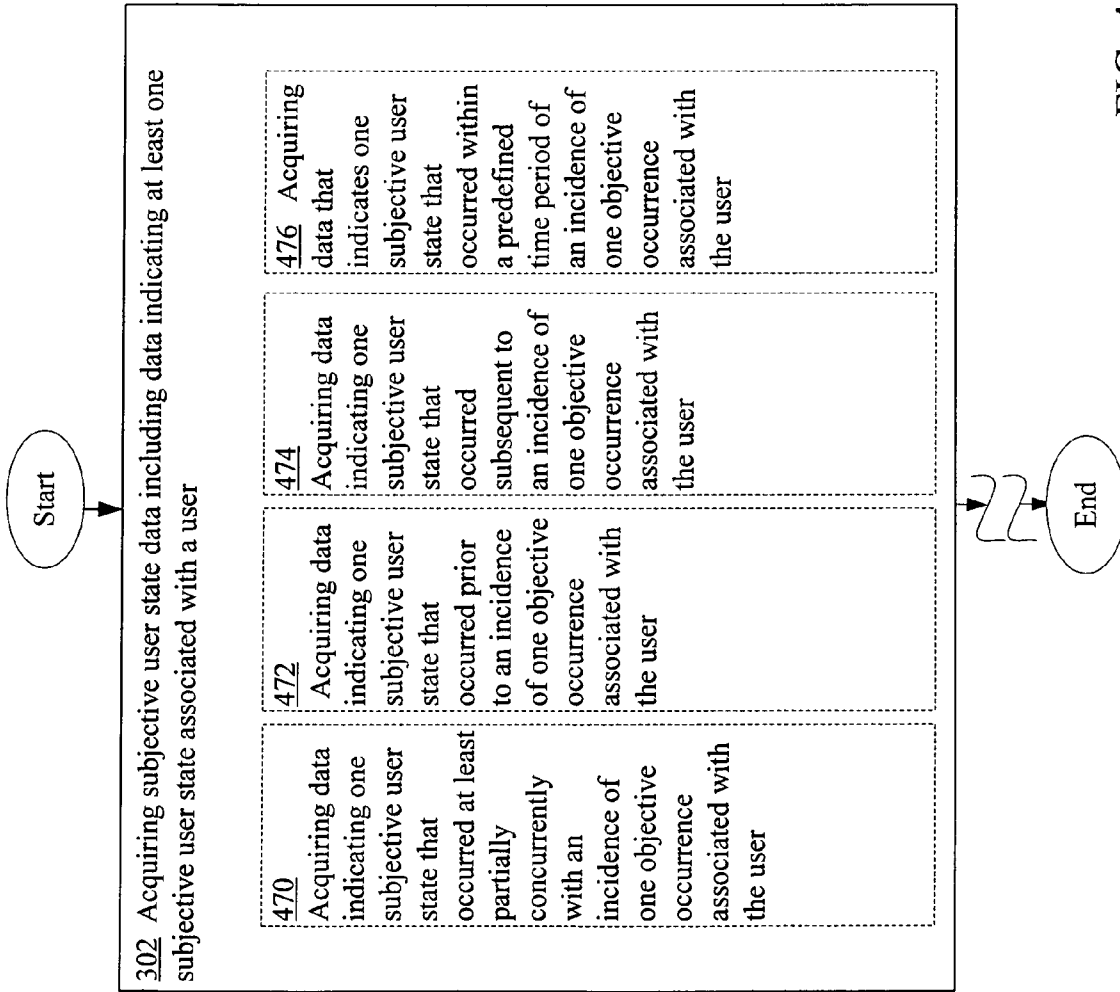 Start
302 Acquiring subjective user state data including data indicating at least one
subjective user state associated with a user
470
Acquiring data
indicating one
subjective user
state that
occurred at least
partially
concurrently
with an
incidence of
one objective
occurrence
associated with
the user
472
Acquiring data
indicating one
subjective user
state that
occurred prior
to an incidence
of one objective
occurrence
associated with
the user
474
Acquiring data
indicating one
subjective user
state that
occurred
subsequent to
an incidence of
one objective
occurrence
associated with
the user
476 Acquiring
data that
indicates one
subjective user
state that
occurred within
a predefined
time period of
an incidence of
one objective
occurrence
associated with
the user
End